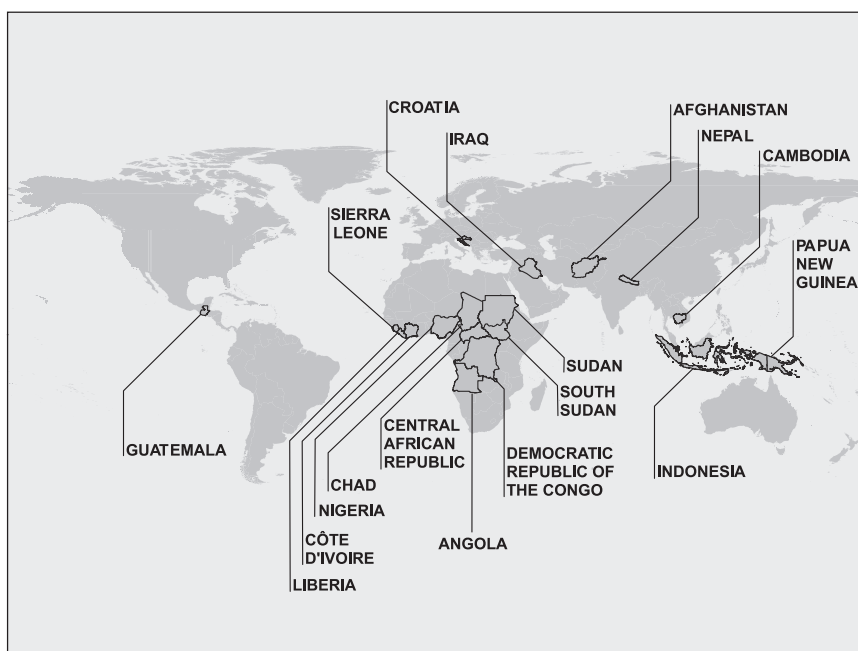 CROATIA
AFGHANISTAN
IRAQ
NEPAL
CAMBODIA
SIERRA
LEONE
PAPUA
NEW
GUINEA
SUDAN
SOUTH
SUDAN
GUATEMALA
CENTRAL
AFRICAN
REPUBLIC
DEMOCRATIC
REPUBLIC OF
THE CONGO
INDONESIA
CHAD
NIGERIA
CÔTE
D'IVOIRE
ANGOLA
LIBERIA